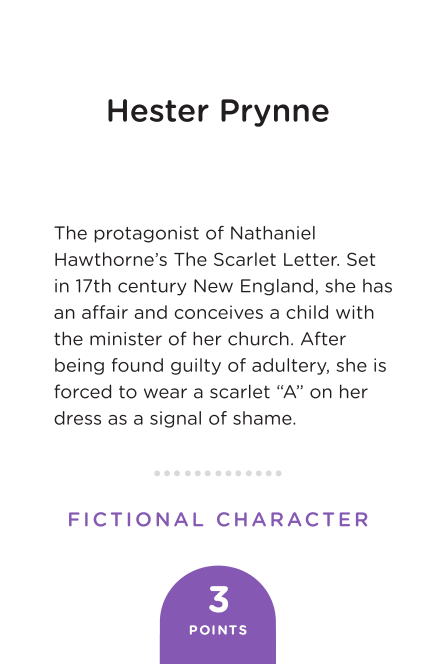 Hester Prynne
The protagonist of Nathaniel
Hawthorne’s The Scarlet Letter. Set
in 17th century New England, she has
an affair and conceives a child with
the minister of her church. After
being found guilty of adultery, she is
forced to wear a scarlet “A” on her
dress as a signal of shame.
FICTIONAL CHARACTER
3
POINTS